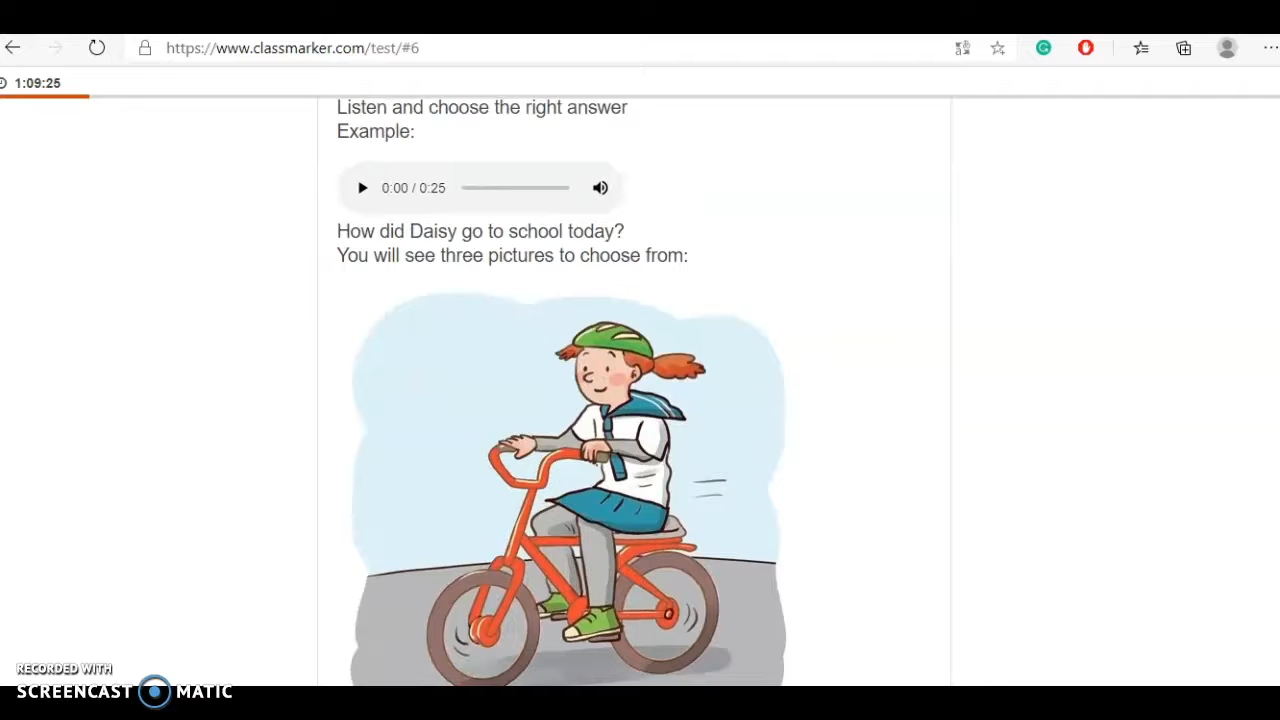 https://www.classmarker.com/test/#6
1:09:25
Listen and choose the right answer
Example:
0:00 / 0:25
How did Daisy go to school today?
You will see three pictures to choose from:
RECORDED WITH
SCREENCAST MATIC